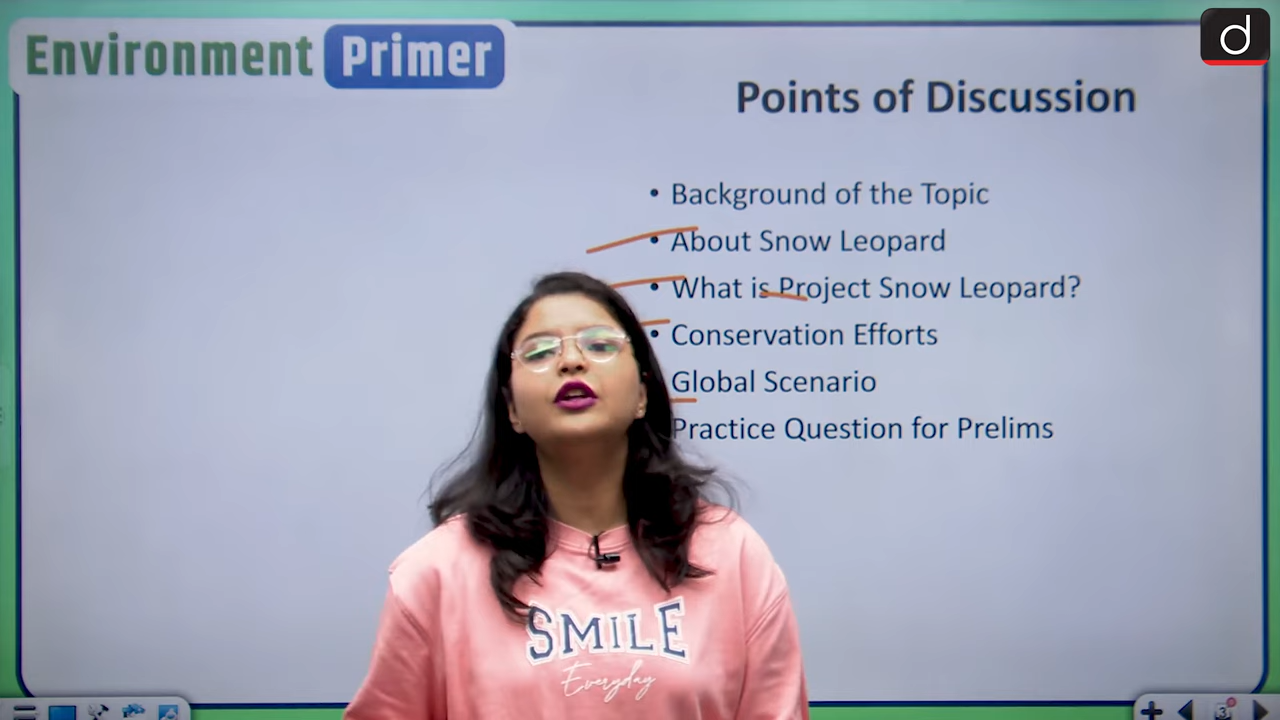 Environment Primer
d
Points of Discussion
• Background of the Topic
• About Snow Leopard
• What is Project Snow Leopard?
• Conservation Efforts
Global Scenario
Practice Question for Prelims
SMILE
Everyday
3